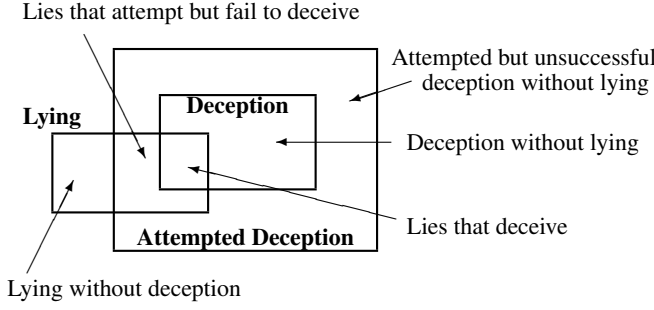 Lies that attempt but fail to deceive
Attempted but unsuccessful
deception without lying
Deception
Lying
Deception without lying
Lies that deceive
Attempted Deception
Lying without deception